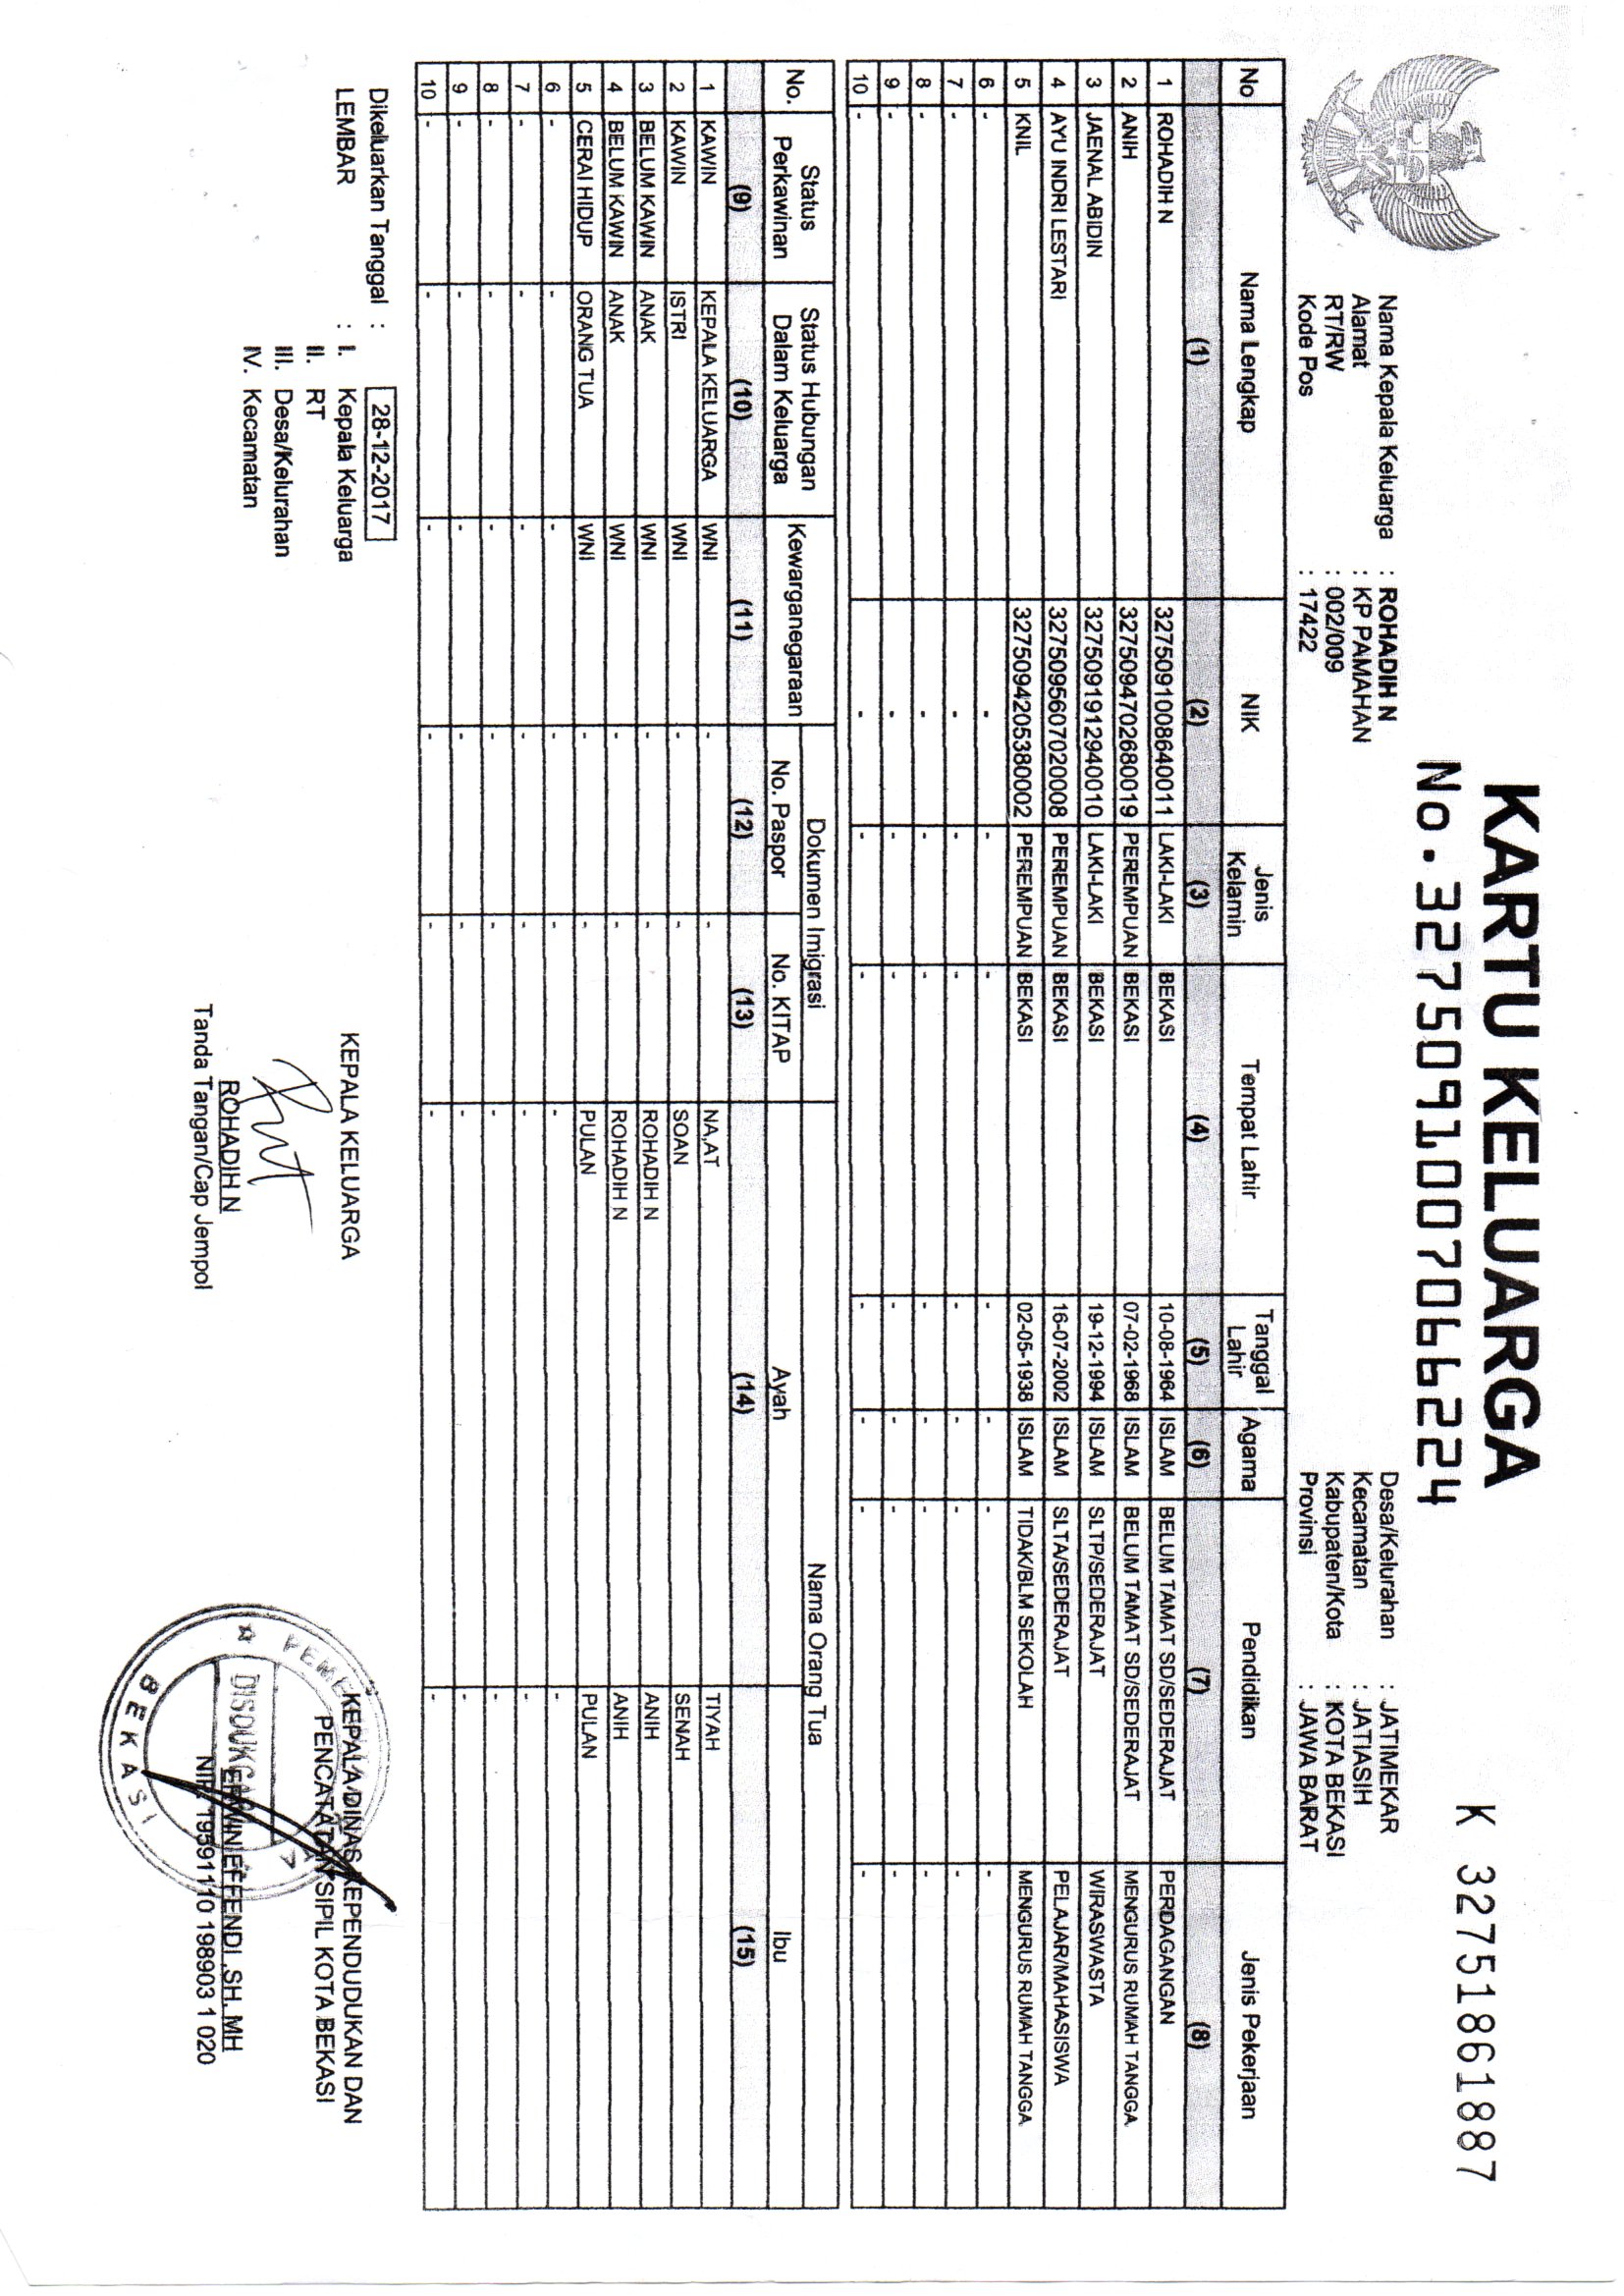 KARTU KELUARGA
No.3275091007066224
K 32751861887
Nama Kepala Keluarga : ROHADIH N
Alamat : KP PAMAHAN
RT/RW : 002/009
Kode Pos : 17422
Desa/Kelurahan : JATIMEKAR
Kecamatan : JATIASIH
Kabupaten/Kota : KOTA BEKASI
Provinsi : JAWA BARAT
No Nama Lengkap NIK Jenis Kelamin Tempat Lahir Tanggal Lahir Agama Pendidikan Jenis Pekerjaan
(1) (2) (3) (4) (5) (6) (7) (8)
1 ROHADIH N 3275091008640011 LAKI-LAKI BEKASI 10-08-1964 ISLAM BELUM TAMAT SD/SEDERAJAT PERDAGANGAN
2 ANIH 3275094702680019 PEREMPUAN BEKASI 07-02-1968 ISLAM BELUM TAMAT SD/SEDERAJAT MENGURUS RUMAH TANGGA
3 JAENAL ABIDIN 3275091912940010 LAKI-LAKI BEKASI 19-12-1994 ISLAM SLTP/SEDERAJAT WIRASWASTA
4 AYU INDRI LESTARI 3275095607020008 PEREMPUAN BEKASI 16-07-2002 ISLAM SLTA/SEDERAJAT PELAJAR/MAHASISWA
5 KNIL 3275094205380002 PEREMPUAN BEKASI 02-05-1938 ISLAM TIDAK/BLM SEKOLAH MENGURUS RUMAH TANGGA
6 - - - - - - - -
7 - - - - - - - -
8 - - - - - - - -
9 - - - - - - - -
10 - - - - - - - -
No. Status Perkawinan Status Hubungan Dalam Keluarga Kewarganegaraan Dokumen Imigrasi Nama Orang Tua
No. Paspor No. KITAP Ayah Ibu
(9) (10) (11) (12) (13) (14) (15)
1 KAWIN KEPALA KELUARGA WNI - - NA,AT TIYAH
2 KAWIN ISTRI WNI - - SOAN SENAH
3 BELUM KAWIN ANAK WNI - - ROHADIH N ANIH
4 BELUM KAWIN ANAK WNI - - ROHADIH N ANIH
5 CERAI HIDUP ORANG TUA WNI - - PULAN PULAN
6 - - - - - - -
7 - - - - - - -
8 - - - - - - -
9 - - - - - - -
10 - - - - - - -
Dikeluarkan Tanggal : 28-12-2017
LEMBAR : I. Kepala Keluarga
II. RT
III. Desa/Kelurahan
IV. Kecamatan
KEPALA KELUARGA
ROHADIH N
Tanda Tangan/Cap Jempol
KEPALA DINAS KEPENDUDUKAN DAN
PENCATATAN SIPIL KOTA BEKASI
ERWIN EFFENDI ,SH. MH
NIP. 19591110 198903 1 020
BEKASI